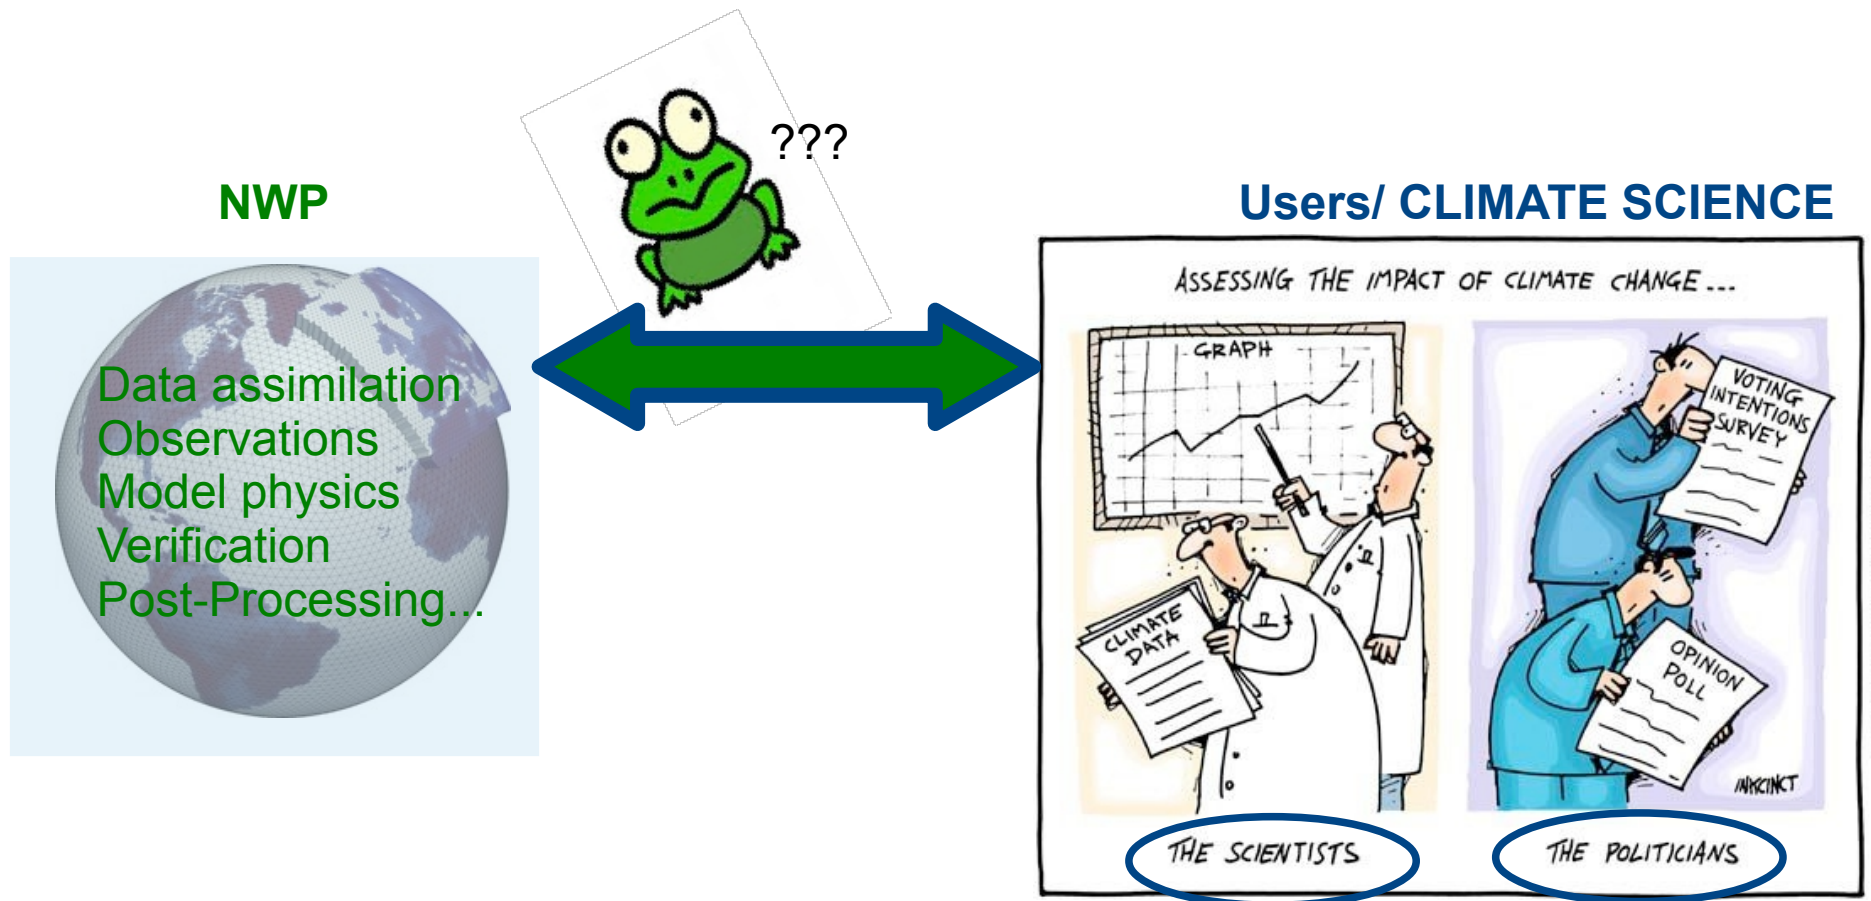 ???
NWP
Users/ CLIMATE SCIENCE
Data assimilation
Observations
Model physics
Verification
Post-Processing...
ASSESSING THE IMPACT OF CLIMATE CHANGE...
GRAPH
CLIMATE
DATA
VOTING
INTENTIONS
SURVEY
OPINION
POLL
INKCINCT
THE SCIENTISTS
THE POLITICIANS